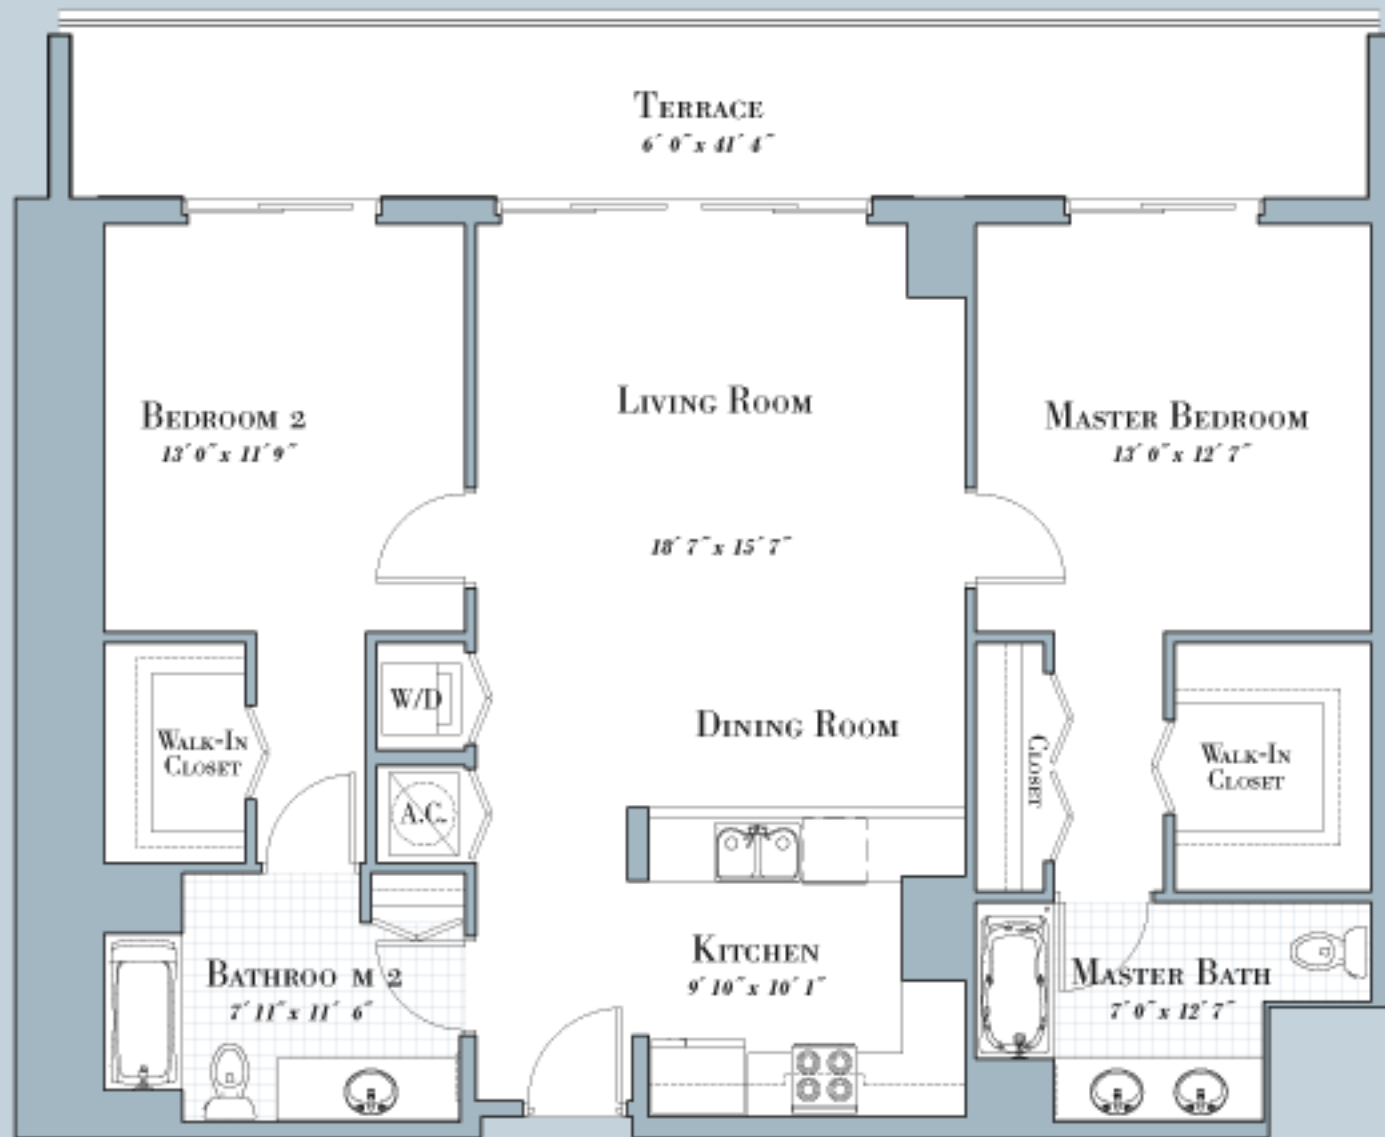 Terrace
6' 0" x 41' 4"
Bedroom 2
13' 0" x 11' 9"
Living Room
Master Bedroom
13' 0" x 12' 7"
18' 7" x 15' 7"
W/D
Dining Room
Walk-In
Closet
Closet
Walk-In
Closet
A.C.
Kitchen
9' 10" x 10' 1"
Bathroo m 2
7' 11" x 11' 6"
Master Bath
7' 0" x 12' 7"